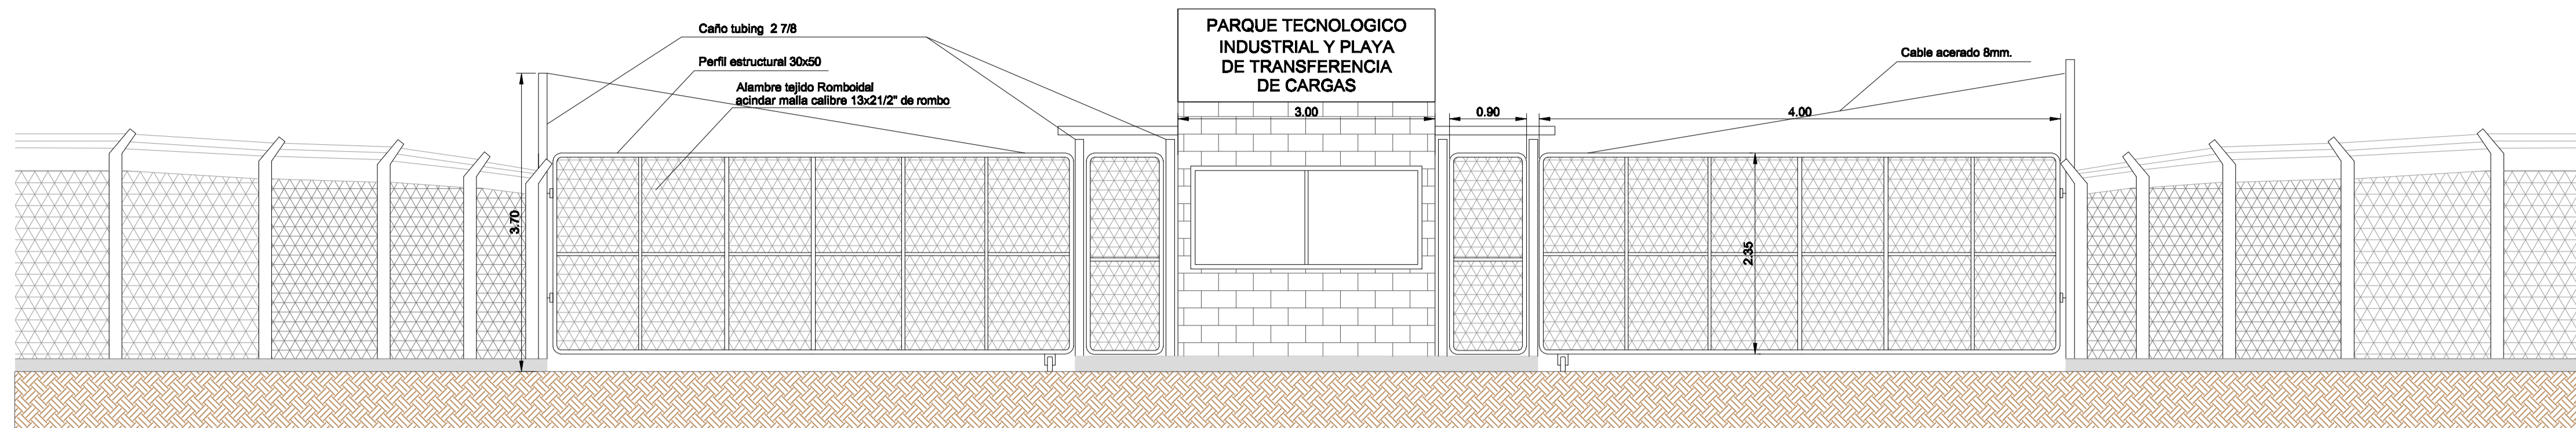 Caño tubing 2 7/8
Perfil estructural 30x50
Alambre tejido Romboidal
acindar malla calibre 13x21/2" de rombo
PARQUE TECNOLOGICO
INDUSTRIAL Y PLAYA
DE TRANSFERENCIA
DE CARGAS
Cable acerado 8mm.
3.00
0.90
4.00
3.70
2.35